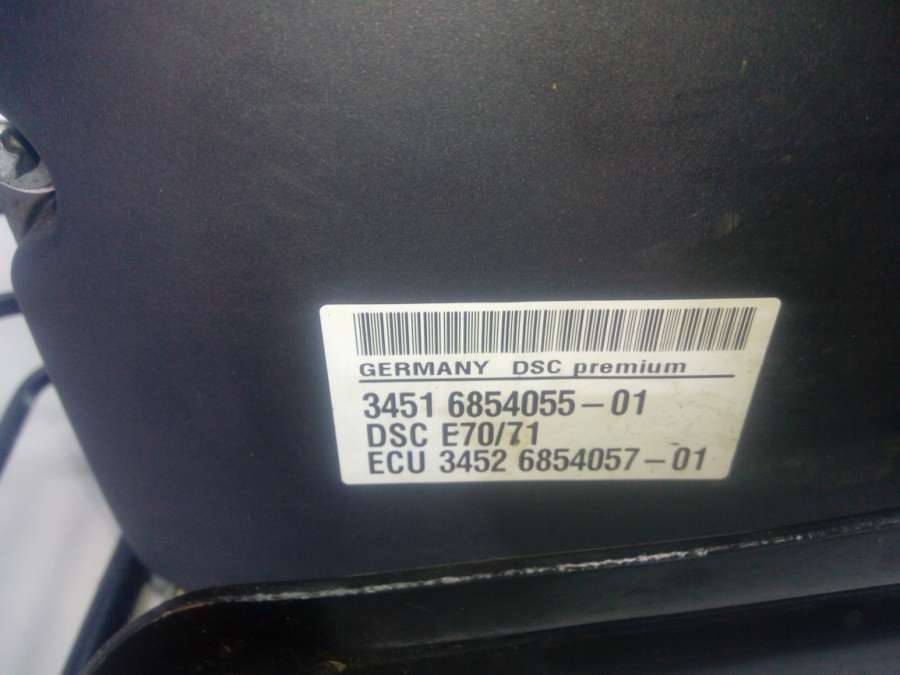 GERMANY DSC premium
3451 6854055-01
DSC E70/71
ECU 3452 6854057-01